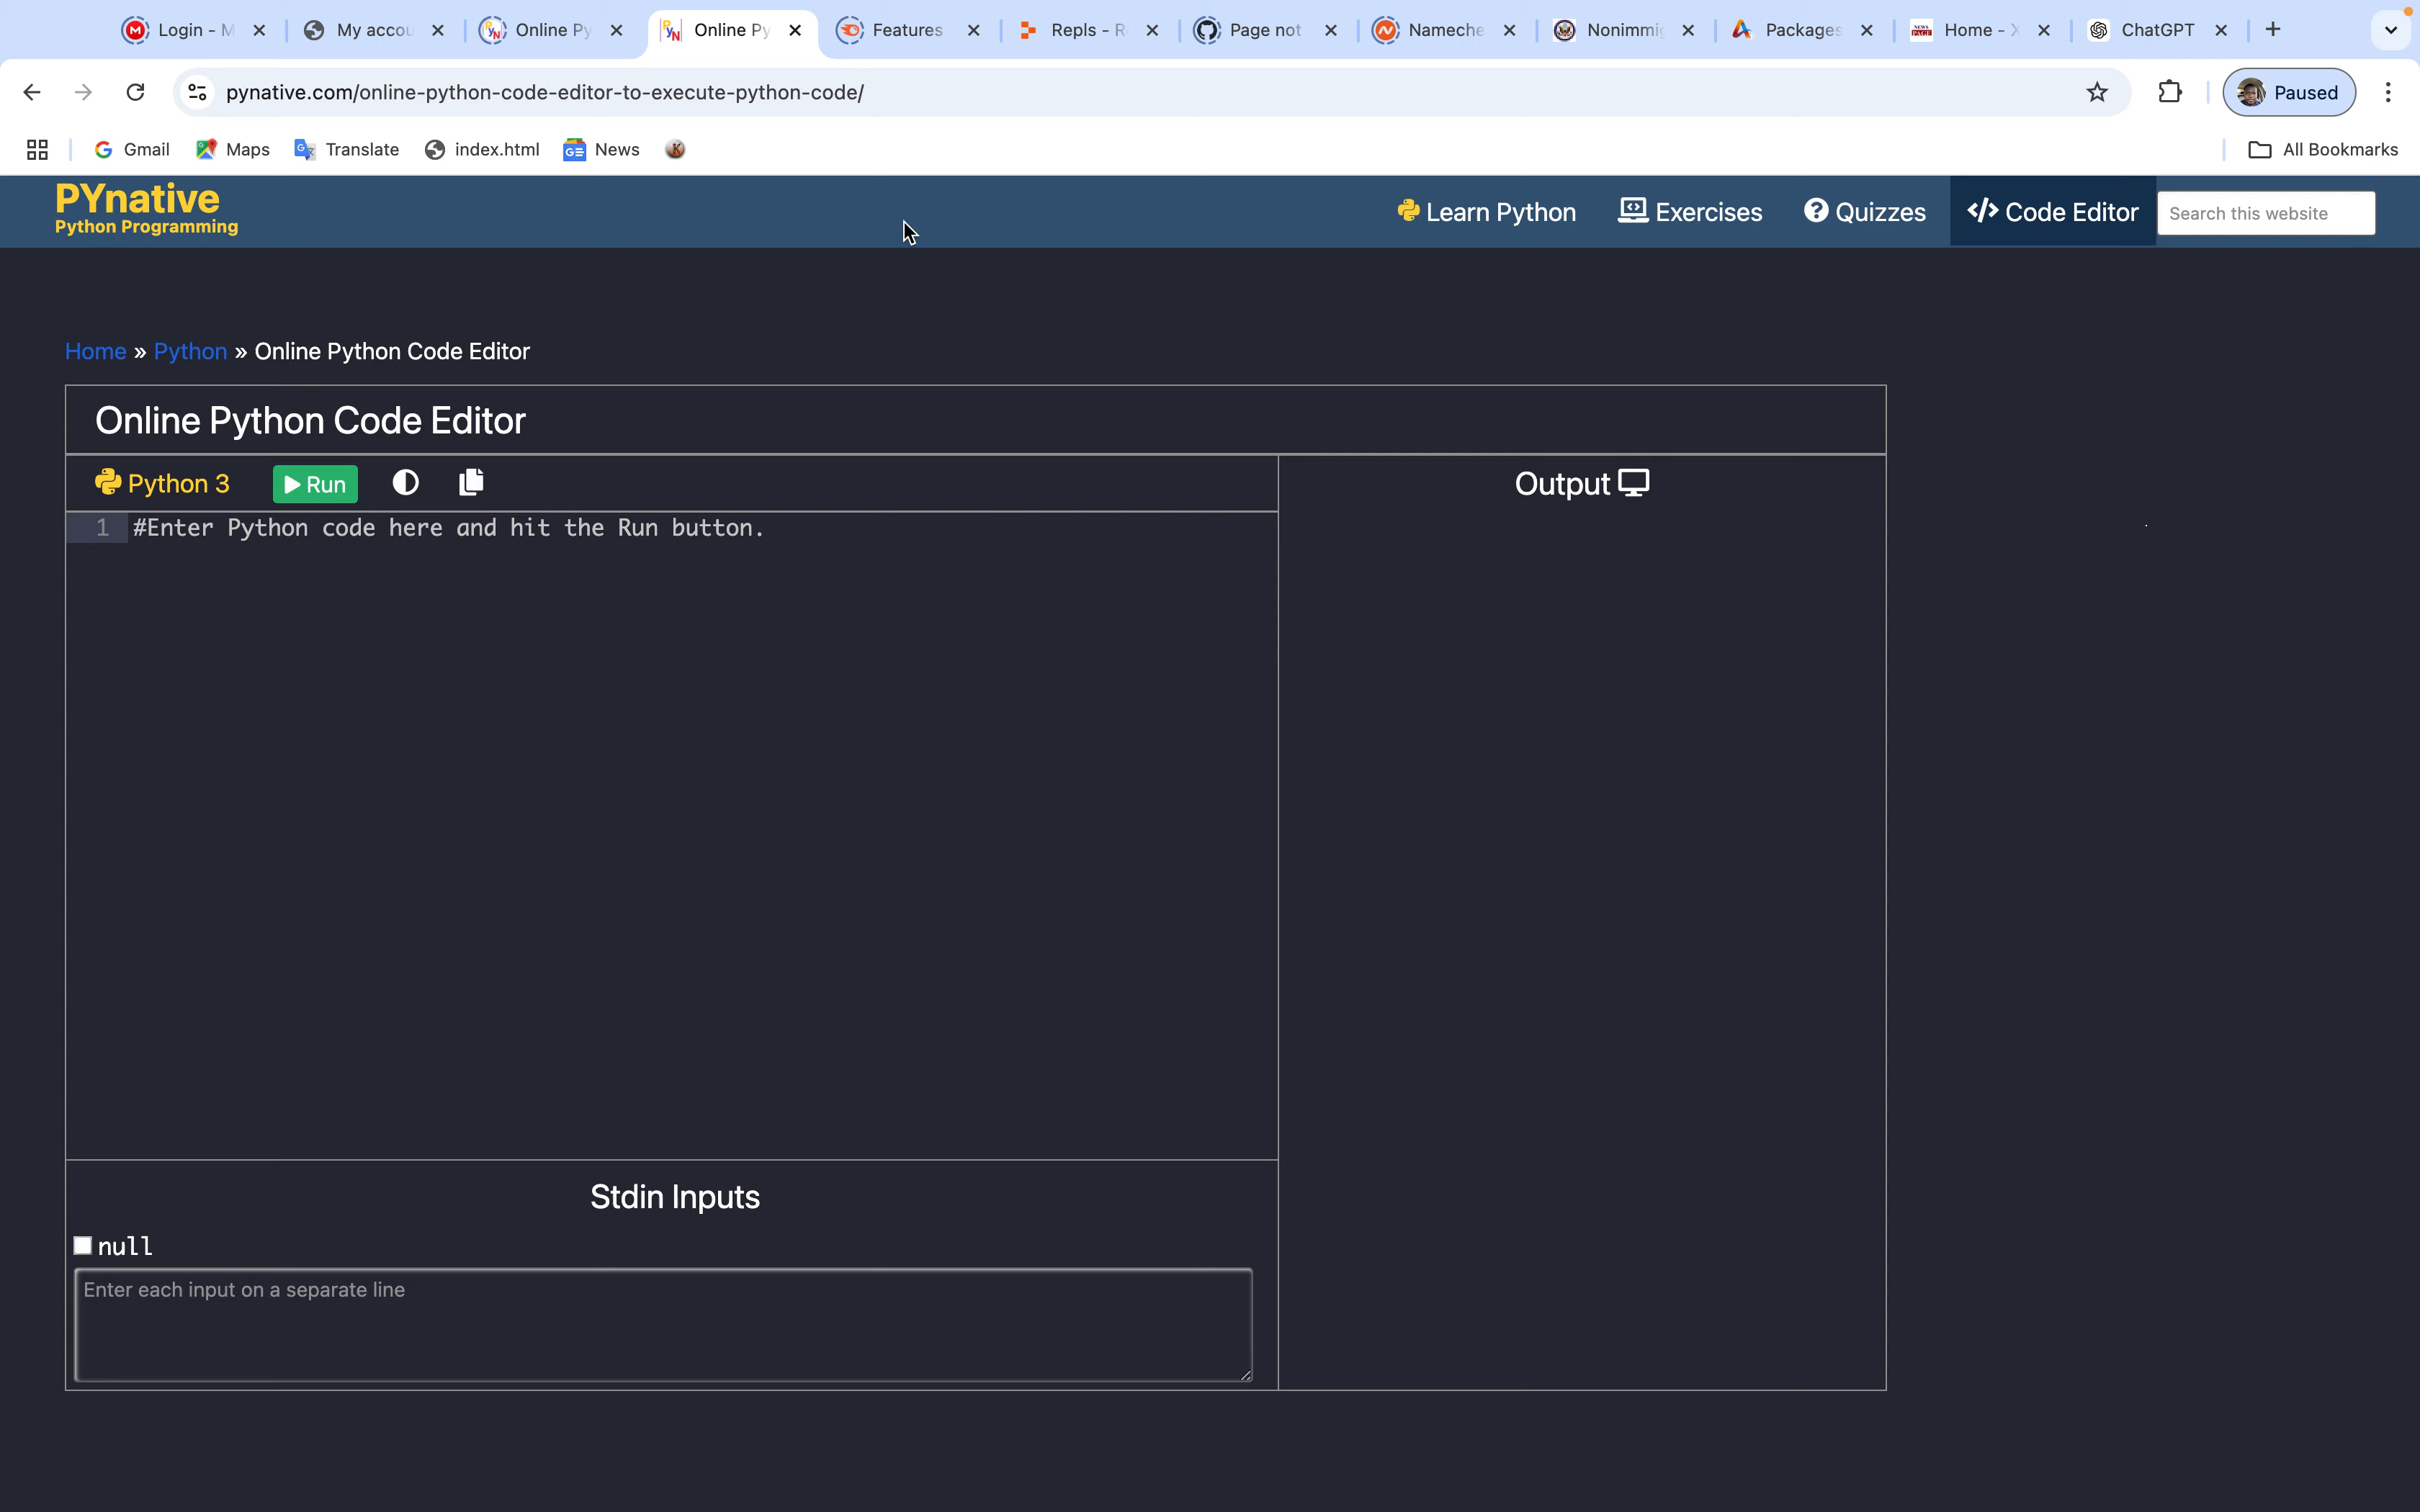 Login - M
My accou
Online Py
Online Py
Features
Repls - R
Page not
Nameche
Nonimmig
Packages
Home - X
ChatGPT
pynative.com/online-python-code-editor-to-execute-python-code/
Paused
Gmail
Maps
Translate
index.html
News
All Bookmarks
PYnative
Python Programming
Learn Python
Exercises
Quizzes
</> Code Editor
Search this website
Home » Python » Online Python Code Editor
Online Python Code Editor
Python 3
Run
Output
1 #Enter Python code here and hit the Run button.
Stdin Inputs
null
Enter each input on a separate line